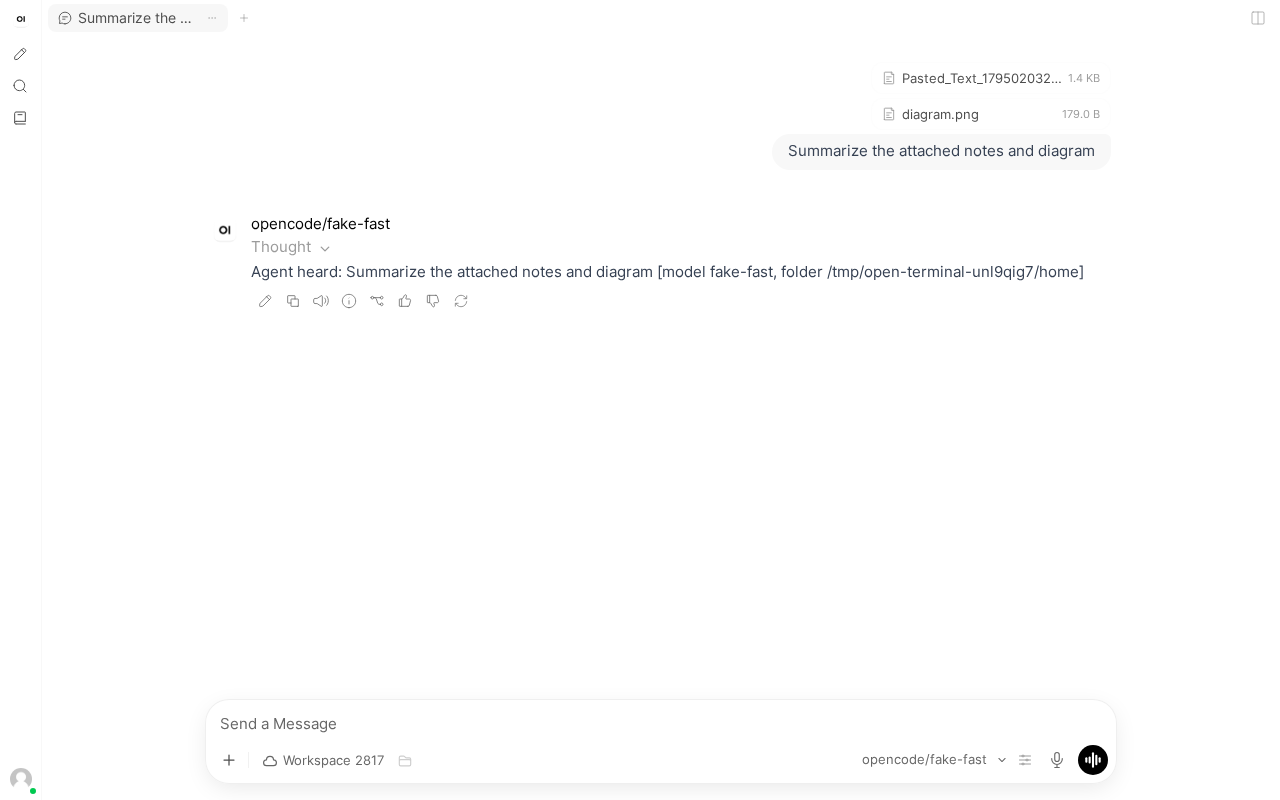 OI
Summarize the ...
Pasted_Text_179502032... 1.4 KB
diagram.png 179.0 B
Summarize the attached notes and diagram
OI
opencode/fake-fast
Thought
Agent heard: Summarize the attached notes and diagram [model fake-fast, folder /tmp/open-terminal-unl9qig7/home]
Send a Message
Workspace 2817
opencode/fake-fast